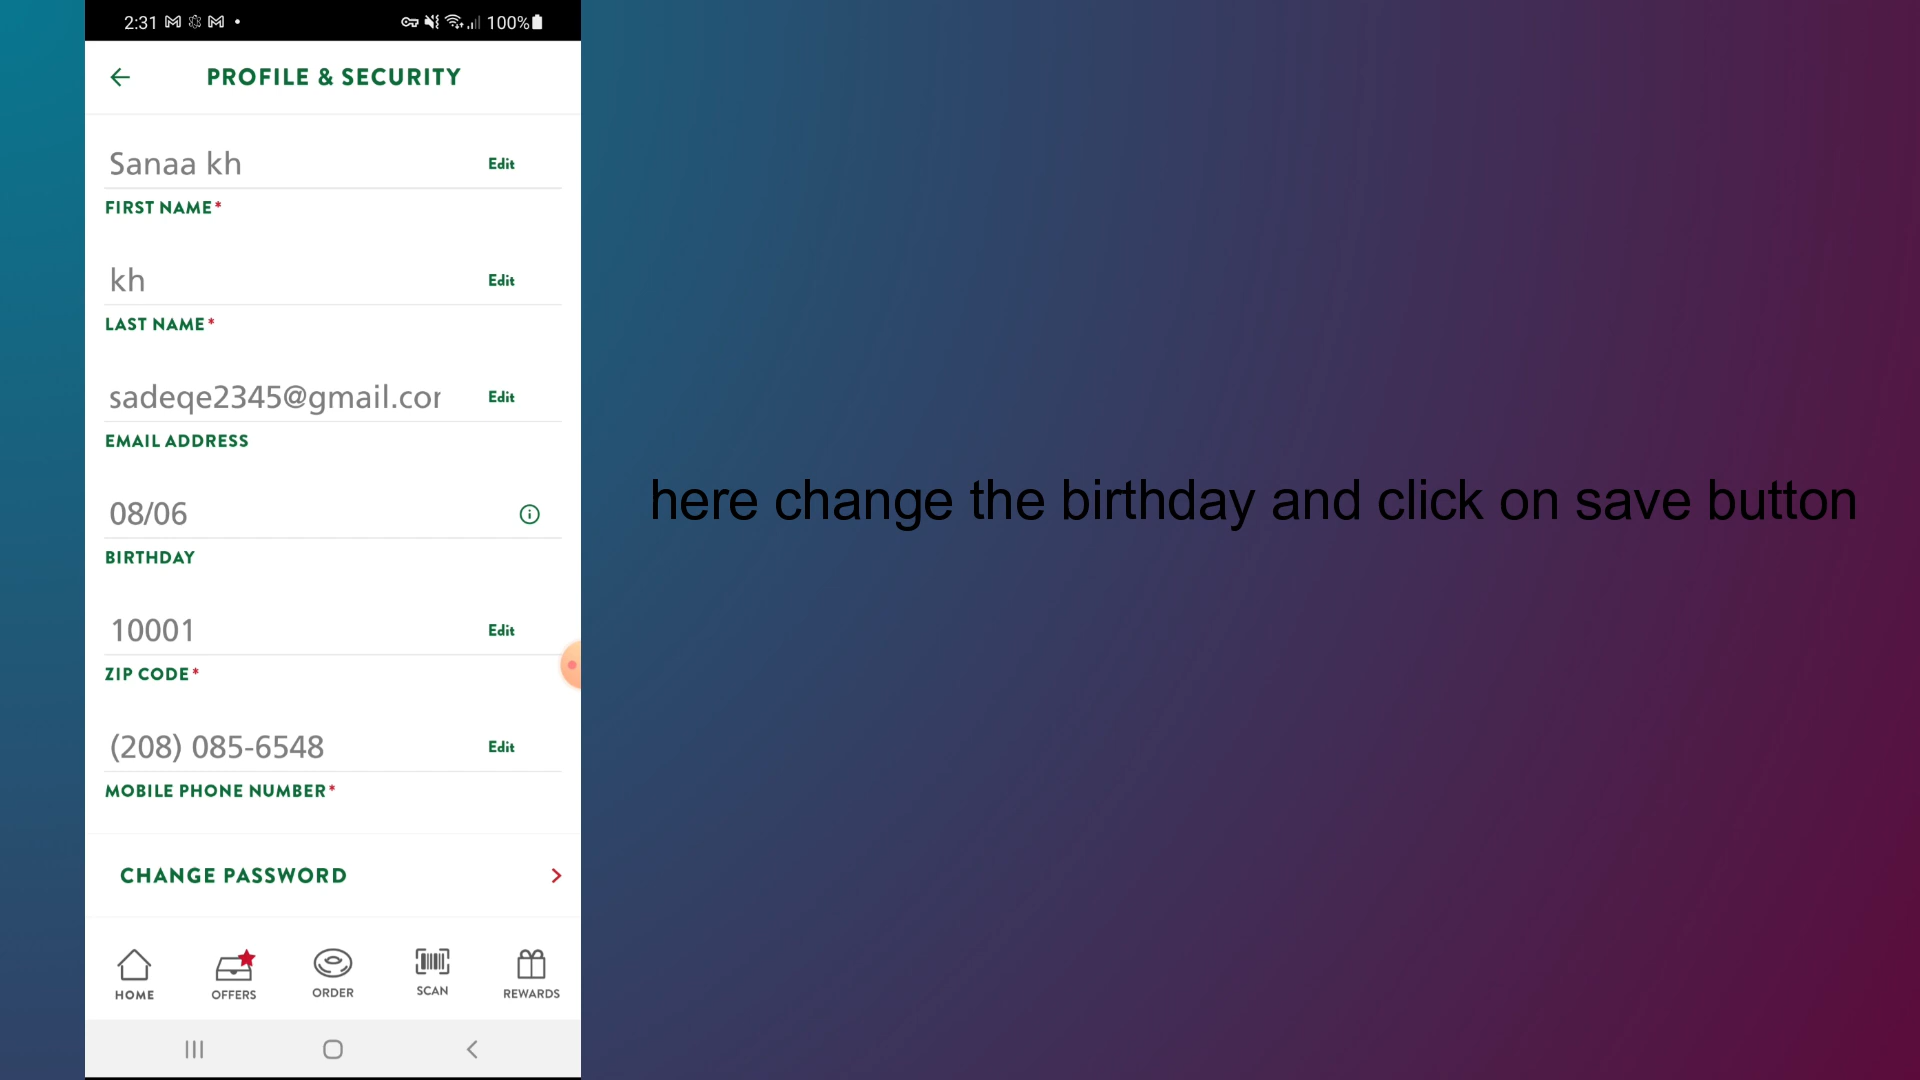 2:31
100%
PROFILE & SECURITY
Sanaa kh
Edit
FIRST NAME*
kh
Edit
LAST NAME*
sadeqe2345@gmail.cor
Edit
EMAIL ADDRESS
08/06
BIRTHDAY
10001
Edit
ZIP CODE*
(208) 085-6548
Edit
MOBILE PHONE NUMBER*
CHANGE PASSWORD
HOME
OFFERS
ORDER
SCAN
REWARDS
here change the birthday and click on save button